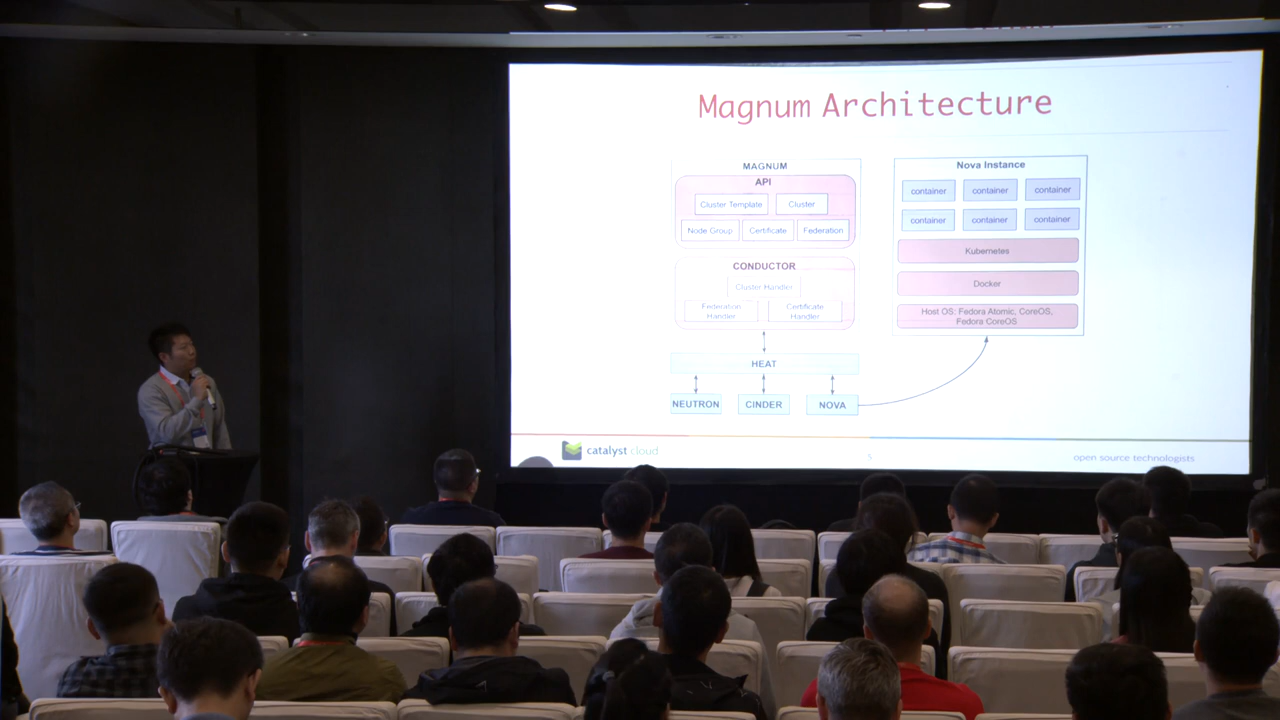 Magnum Architecture
MAGNUM
API
Cluster Template
Cluster
Node Group
Certificate
Federation
CONDUCTOR
Cluster Handler
Federation
Handler
Certificate
Handler
HEAT
NEUTRON
CINDER
NOVA
Nova Instance
container
container
container
container
container
container
Kubernetes
Docker
Host OS: Fedora Atomic, CoreOS,
Fedora CoreOS
catalyst cloud
5
open source technologists